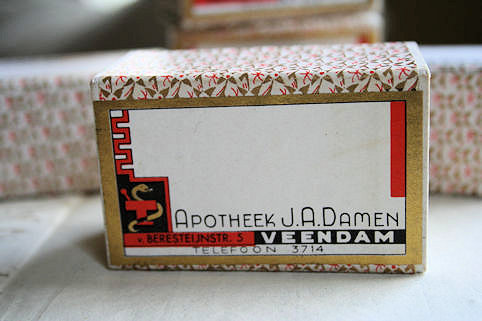 APOTHEEK J.A.DAMEN
v. BERESTEIJNSTR. 5 VEENDAM
TELEFOON 3714